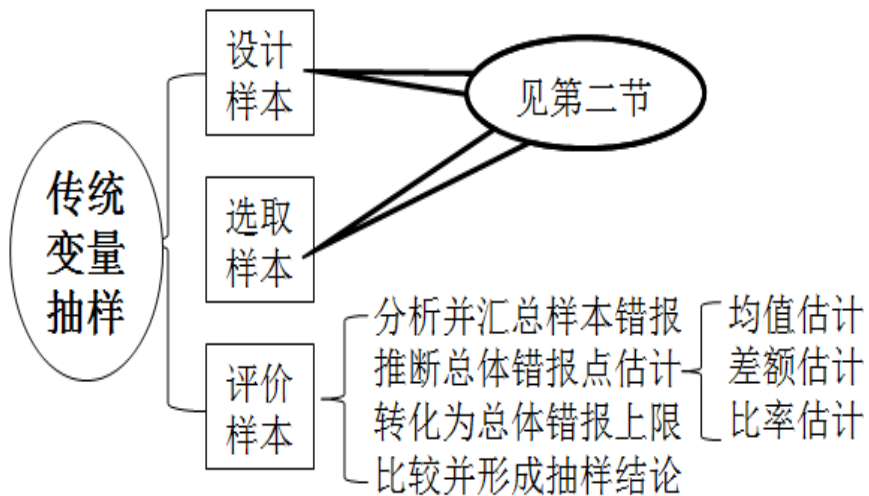 传统
变量
抽样
设计
样本
选取
样本
评价
样本
见第二节
分析并汇总样本错报
推断总体错报点估计
转化为总体错报上限
比较并形成抽样结论
均值估计
差额估计
比率估计